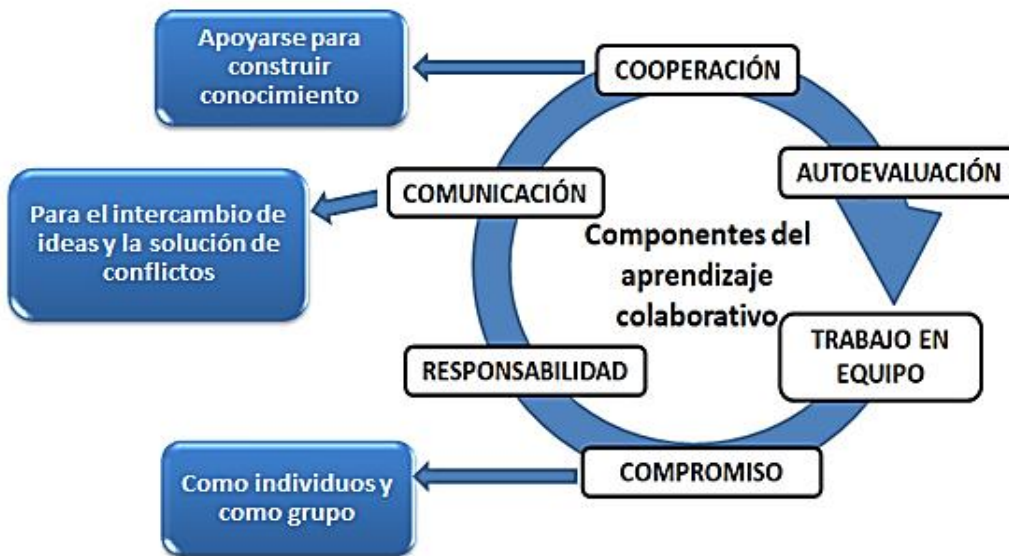 Apoyarse para
construir
conocimiento
COOPERACIÓN
AUTOEVALUACIÓN
COMUNICACIÓN
Para el intercambio de
ideas y la solución de
conflictos
Componentes del
aprendizaje
colaborativo
TRABAJO EN
EQUIPO
RESPONSABILIDAD
COMPROMISO
Como individuos y
como grupo